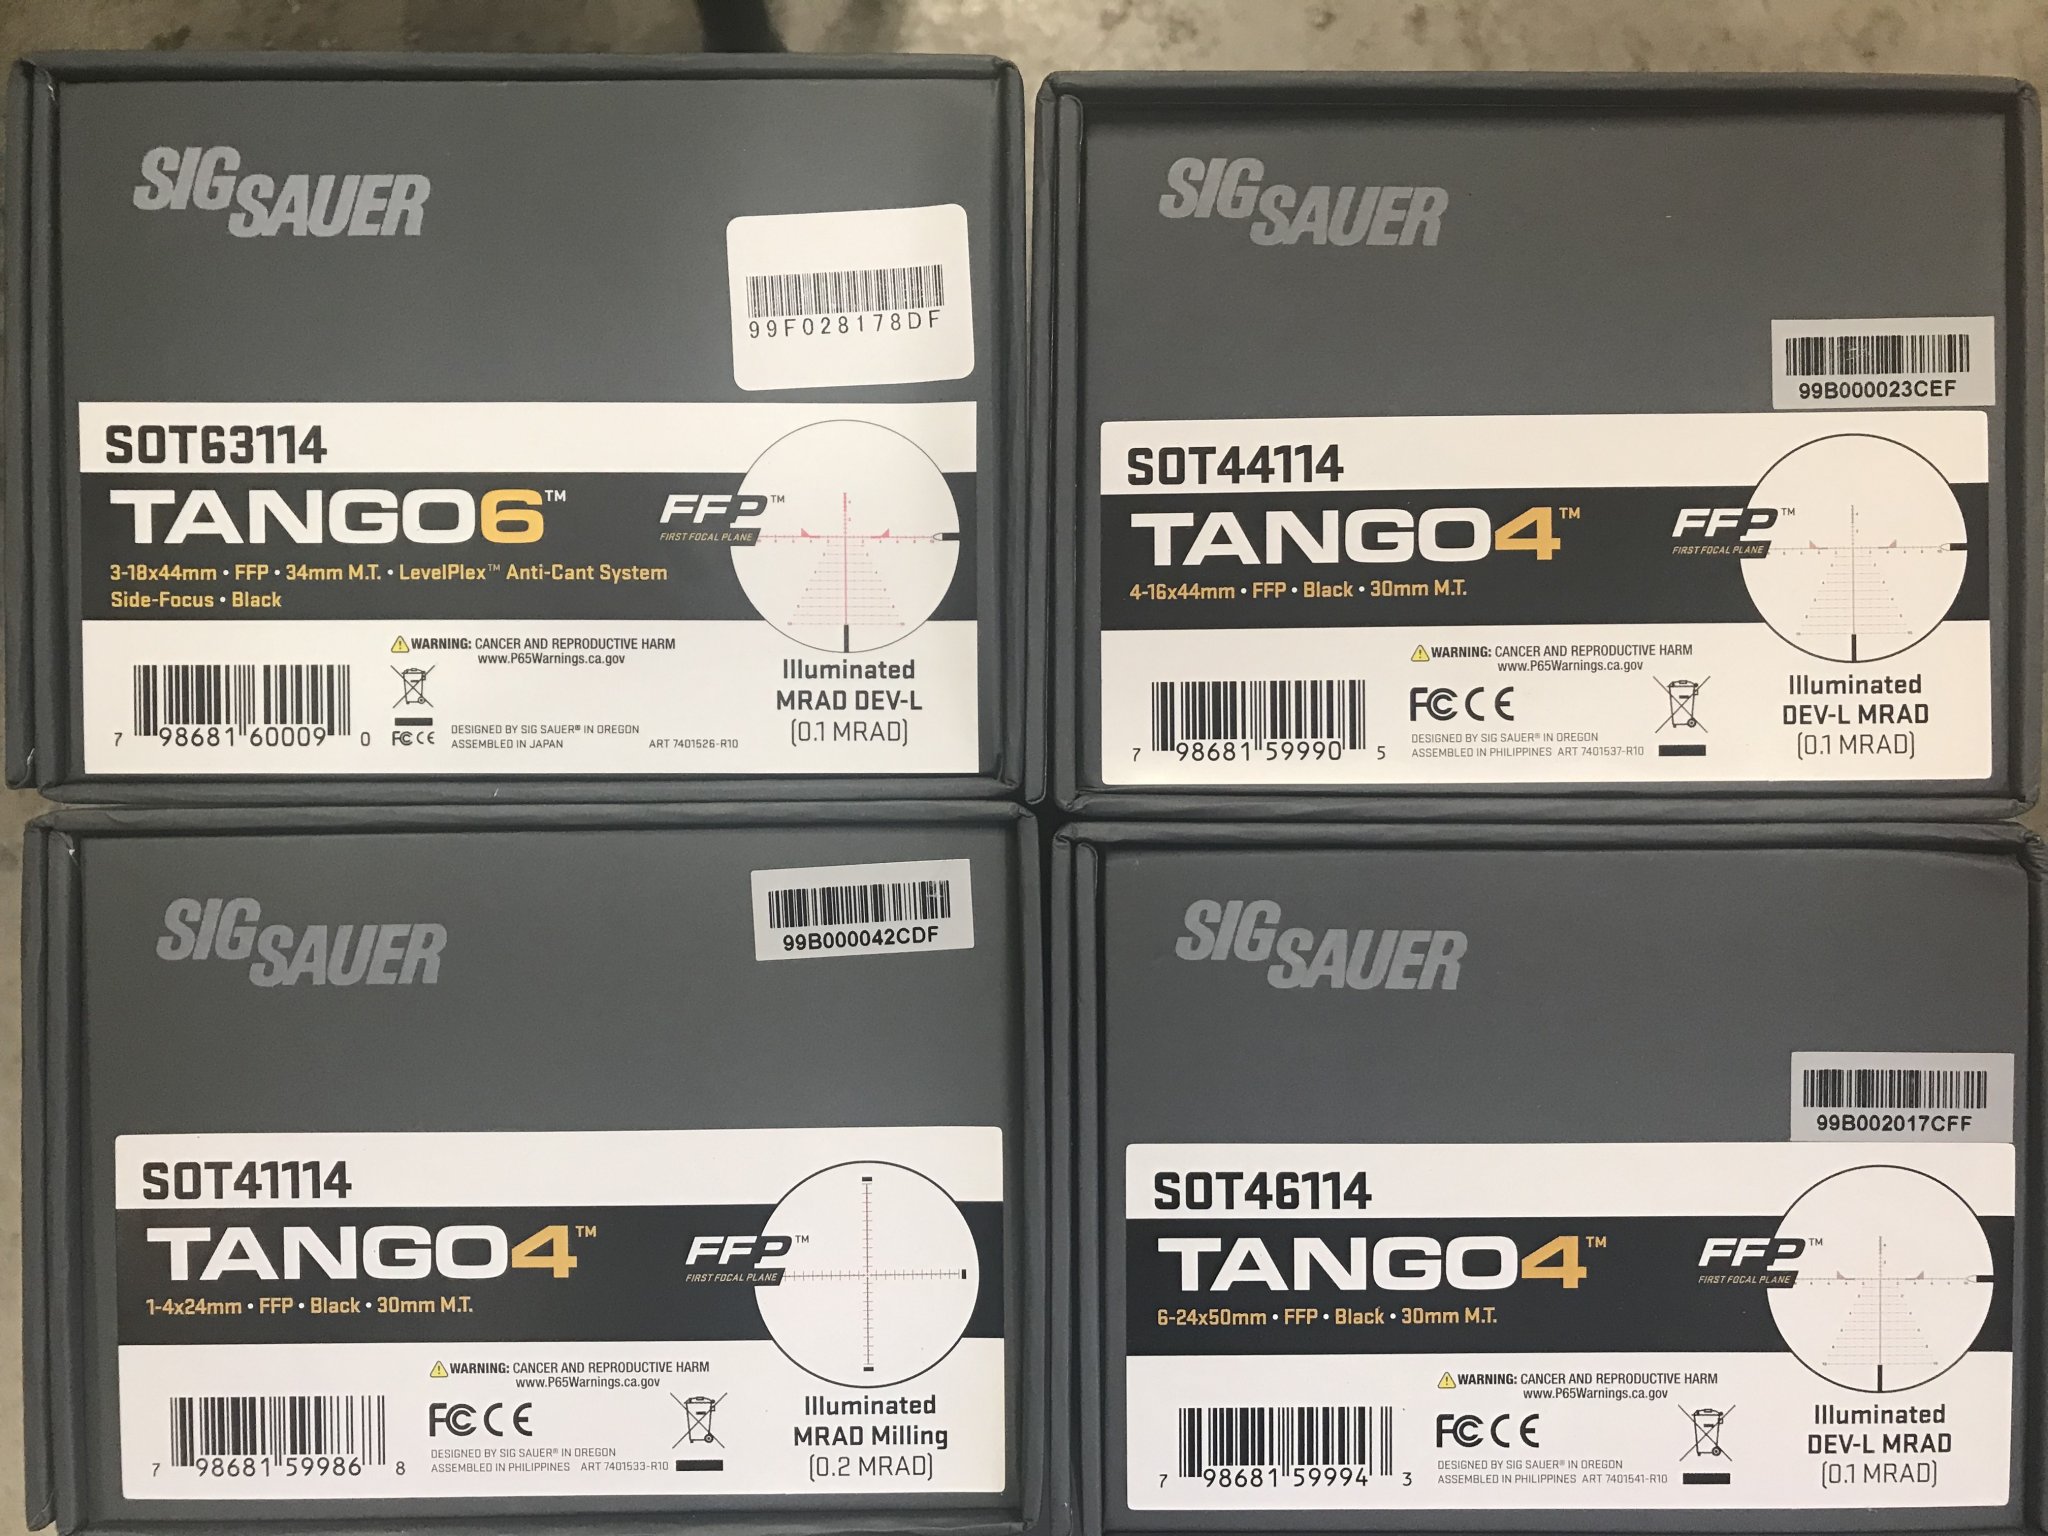 SIG SAUER
99F028178DF
SOT63114
TANGO6™
FFP™
FIRST FOCAL PLANE
3-18x44mm • FFP • 34mm M.T. • LevelPlex™ Anti-Cant System
Side-Focus • Black
WARNING: CANCER AND REPRODUCTIVE HARM
www.P65Warnings.ca.gov
7 98681 60009 0
FC CE
DESIGNED BY SIG SAUER® IN OREGON
ASSEMBLED IN JAPAN ART 7401526-R10
Illuminated
MRAD DEV-L
(0.1 MRAD)
SIG SAUER
99B000023CEF
SOT44114
TANGO4™
FFP™
FIRST FOCAL PLANE
4-16x44mm • FFP • Black • 30mm M.T.
WARNING: CANCER AND REPRODUCTIVE HARM
www.P65Warnings.ca.gov
7 98681 59990 5
FC CE
DESIGNED BY SIG SAUER® IN OREGON
ASSEMBLED IN PHILIPPINES ART 7401537-R10
Illuminated
DEV-L MRAD
(0.1 MRAD)
SIG SAUER
99B000042CDF
SOT41114
TANGO4™
FFP™
FIRST FOCAL PLANE
1-4x24mm • FFP • Black • 30mm M.T.
WARNING: CANCER AND REPRODUCTIVE HARM
www.P65Warnings.ca.gov
7 98681 59986 8
FC CE
DESIGNED BY SIG SAUER® IN OREGON
ASSEMBLED IN PHILIPPINES ART 7401533-R10
Illuminated
MRAD Milling
(0.2 MRAD)
SIG SAUER
99B002017CFF
SOT46114
TANGO4™
FFP™
FIRST FOCAL PLANE
6-24x50mm • FFP • Black • 30mm M.T.
WARNING: CANCER AND REPRODUCTIVE HARM
www.P65Warnings.ca.gov
7 98681 59994 3
FC CE
DESIGNED BY SIG SAUER® IN OREGON
ASSEMBLED IN PHILIPPINES ART 7401541-R10
Illuminated
DEV-L MRAD
(0.1 MRAD)